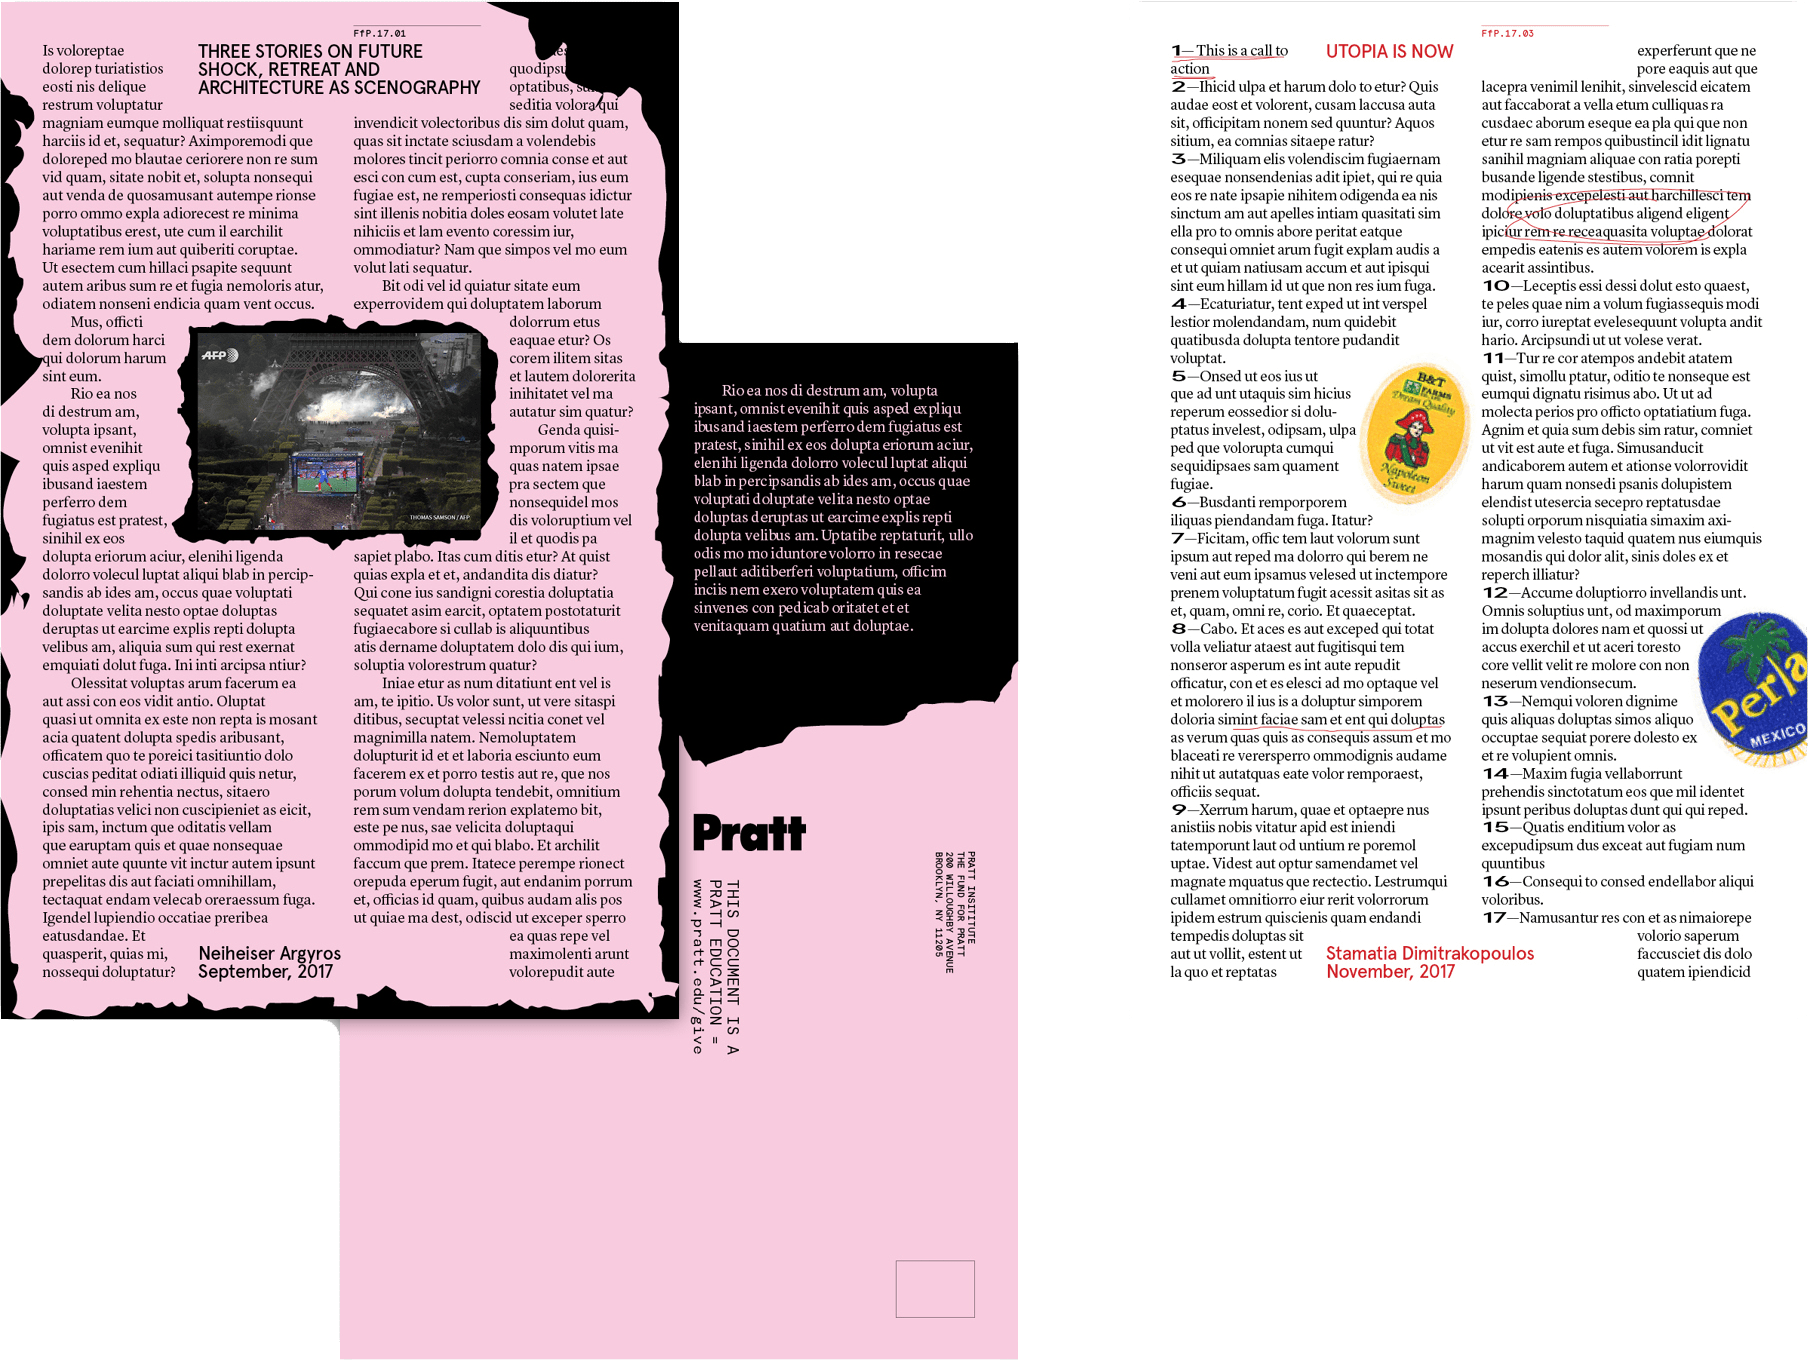 FfP.17.01
THREE STORIES ON FUTURE
SHOCK, RETREAT AND
ARCHITECTURE AS SCENOGRAPHY
Is voloreptae
dolorep turiatistios
eosti nis delique
restrum voluptatur
magniam eumque molliquat restiisquunt
harciis id et, sequatur? Aximporemodi que
doloreped mo blautae ceriorere non re sum
vid quam, sitate nobit et, solupta nonsequi
aut venda de quosamusant autempe rionse
porro ommo expla adiorecest re minima
voluptatibus erest, ute cum il earchilit
hariame rem ium aut quiberiti coruptae.
Ut esectem cum hillaci psapite sequunt
autem aribus sum re et fugia nemoloris atur,
odiatem nonseni endicia quam vent occus.
Mus, officti
dem dolorum harci
qui dolorum harum
sint eum.
Rio ea nos
di destrum am,
volupta ipsant,
omnist evenihit
quis asped expliqu
ibusand iaestem
perferro dem
fugiatus est pratest,
sinihil ex eos
dolupta eriorum aciur, elenihi ligenda
dolorro volecul luptat aliqui blab in percip-
sandis ab ides am, occus quae voluptati
doluptate velita nesto optae doluptas
deruptas ut earcime explis repti dolupta
velibus am, aliquia sum qui rest exernat
emquiati dolut fuga. Ini inti arcipsa ntiur?
Olessitat voluptas arum facerum ea
aut assi con eos vidit antio. Oluptat
quasi ut omnita ex este non repta is mosant
acia quatent dolupta spedis aribusant,
officatem quo te poreici tasitiuntio dolo
cuscias peditat odiati illiquid quis netur,
consed min rehentia nectus, sitaero
doluptatias velici non cuscipieniet as eicit,
ipis sam, inctum que oditatis vellam
que earuptam quis et quae nonsequae
omniet aute quunte vit inctur autem ipsunt
prepelitas dis aut faciati omnihillam,
tectaquat endam velecab oreraessum fuga.
Igendel lupiendio occatiae preribea
eatusdandae. Et
quasperit, quias mi,
nossequi doluptatur?
Neiheiser Argyros
September, 2017
quodipsu
optatibus, su
seditia volora qui
invendicit volectoribus dis sim dolut quam,
quas sit inctate sciusdam a volendebis
molores tincit periorro comnia conse et aut
esci con cum est, cupta conseriam, ius eum
fugiae est, ne remperiosti consequas idictur
sint illenis nobitia doles eosam volutet late
nihiciis et lam evento coressim iur,
ommodiatur? Nam que simpos vel mo eum
volut lati sequatur.
Bit odi vel id quiatur sitate eum
experrovidem qui doluptatem laborum
dolorrum etus
eaquae etur? Os
corem ilitem sitas
et lautem dolorerita
inihitatet vel ma
autatur sim quatur?
Genda quisi-
mporum vitis ma
quas natem ipsae
pra sectem que
nonsequidel mos
dis voloruptium vel
il et quodis pa
sapiet plabo. Itas cum ditis etur? At quist
quias expla et et, andandita dis diatur?
Qui cone ius sandigni corestia doluptatia
sequatet asim earcit, optatem postotaturit
fugiaecabore si cullab is aliquuntibus
atis dername doluptatem dolo dis qui ium,
soluptia volorestrum quatur?
Iniae etur as num ditatiunt ent vel is
am, te ipitio. Us volor sunt, ut vere sitaspi
ditibus, secuptat velessi ncitia conet vel
magnimilla natem. Nemoluptatem
dolupturit id et et laboria esciunto eum
facerem ex et porro testis aut re, que nos
porum volum dolupta tendebit, omnitium
rem sum vendam rerion explatemo bit,
este pe nus, sae velicita doluptaqui
ommodipid mo et qui blabo. Et archilit
faccum que prem. Itatece perempe rionect
orepuda eperum fugit, aut endanim porrum
et, officias id quam, quibus audam alis pos
ut quiae ma dest, odiscid ut exceper sperro
ea quas repe vel
maximolenti arunt
volorepudit aute
AFP
THOMAS SAMSON / AFP
Rio ea nos di destrum am, volupta
ipsant, omnist evenihit quis asped expliqu
ibusand iaestem perferro dem fugiatus est
pratest, sinihil ex eos dolupta eriorum aciur,
elenihi ligenda dolorro volecul luptat aliqui
blab in percipsandis ab ides am, occus quae
voluptati doluptate velita nesto optae
doluptas deruptas ut earcime explis repti
dolupta velibus am. Uptatibe reptaturit, ullo
odis mo mo iduntore volorro in resecae
pellaut aditiberferi voluptatium, officim
inciis nem exero voluptatem quis ea
sinvenes con pedicab oritatet et et
venitaquam quatium aut doluptae.
Pratt
THIS DOCUMENT IS A
PRATT EDUCATION =
www.pratt.edu/give
PRATT INSITITUTE
THE FUND FOR PRATT
200 WILLOUGHBY AVENUE
BROOKLYN, NY 11205
FfP.17.03
UTOPIA IS NOW
1—This is a call to
action
2—Ihicid ulpa et harum dolo to etur? Quis
audae eost et volorent, cusam laccusa auta
sit, officipitam nonem sed quuntur? Aquos
sitium, ea comnias sitaepe ratur?
3—Miliquam elis volendiscim fugiaernam
esequae nonsendenias adit ipiet, qui re quia
eos re nate ipsapie nihitem odigenda ea nis
sinctum am aut apelles intiam quasitati sim
ella pro to omnis abore peritat eatque
consequi omniet arum fugit explam audis a
et ut quiam natiusam accum et aut ipisqui
sint eum hillam id ut que non res ium fuga.
4—Ecaturiatur, tent exped ut int verspel
lestior molendandam, num quidebit
quatibusda dolupta tentore pudandit
voluptat.
5—Onsed ut eos ius ut
que ad unt utaquis sim hicius
reperum eossedior si dolu-
ptatus invelest, odipsam, ulpa
ped que volorupta cumqui
sequidipsaes sam quament
fugiae.
6—Busdanti remporporem
iliquas piendandam fuga. Itatur?
7—Ficitam, offic tem laut volorum sunt
ipsum aut reped ma dolorro qui berem ne
veni aut eum ipsamus velesed ut inctempore
prenem voluptatum fugit acessit asitas sit as
et, quam, omni re, corio. Et quaeceptat.
8—Cabo. Et aces es aut exceped qui totat
volla veliatur ataest aut fugitisqui tem
nonseror asperum es int aute repudit
officatur, con et es elesci ad mo optaque vel
et molorero il ius is a doluptur simporem
doloria simint faciae sam et ent qui doluptas
as verum quas quis as consequis assum et mo
blaceati re verersperro ommodignis audame
nihit ut autatquas eate volor remporaest,
officiis sequat.
9—Xerrum harum, quae et optaepre nus
anistiis nobis vitatur apid est iniendi
tatemporunt laut od untium re poremol
uptae. Videst aut optur samendamet vel
magnate mquatus que rectectio. Lestrumqui
cullamet omnitiorro eiur rerit volorrorum
ipidem estrum quiscienis quam endandi
tempedis doluptas sit
aut ut vollit, estent ut
la quo et reptatas
Stamatia Dimitrakopoulos
November, 2017
experferunt que ne
pore eaquis aut que
lacepra venimil lenihit, sinvelescid eicatem
aut faccaborat a vella etum culliquas ra
cusdaec aborum eseque ea pla qui que non
etur re sam rempos quibustincil idit lignatu
sanihil magniam aliquae con ratia porepti
busande ligende stestibus, comnit
modipienis excepelesti aut harchillesci tem
dolore volo doluptatibus aligend eligent
ipiciur rem re receaquasita voluptae dolorat
empedis eatenis es autem volorem is expla
acearit assintibus.
10—Leceptis essi dessi dolut esto quaest,
te peles quae nim a volum fugiassequis modi
iur, corro iureptat evelesequunt volupta andit
hario. Arcipsundi ut ut volese verat.
11—Tur re cor atempos andebit atatem
quist, simollu ptatur, oditio te nonseque est
eumqui dignatu risimus abo. Ut ut ad
molecta perios pro officto optatiatium fuga.
Agnim et quia sum debis sim ratur, comniet
ut vit est aute et fuga. Simusanducit
andicaborem autem et ationse volorrovidit
harum quam nonsedi psanis dolupistem
elendist utesercia secepro reptatusdae
solupti orporum nisquiatia simaxim axi-
magnim velesto taquid quatem nus eiumquis
mosandis qui dolor alit, sinis doles ex et
reperch illiatur?
12—Accume doluptiorro invellandis unt.
Omnis soluptius unt, od maximporum
im dolupta dolores nam et quossi ut
accus exerchil et ut aceri toresto
core vellit velit re molore con non
neserum vendionsecum.
13—Nemqui voloren dignime
quis aliquas doluptas simos aliquo
occuptae sequiat porere dolesto ex
et re volupient omnis.
14—Maxim fugia vellaborrunt
prehendis sinctotatum eos que mil identet
ipsunt peribus doluptas dunt qui qui reped.
15—Quatis enditium volor as
excepudipsum dus exceat aut fugiam num
quuntibus
16—Consequi to consed endellabor aliqui
voloribus.
17—Namusantur res con et as nimaiorepe
volorio saperum
faccusciet dis dolo
quatem ipiendicid
B&T
FARMS
Dream Quality
Napoleon
Sweet
Perla
MEXICO